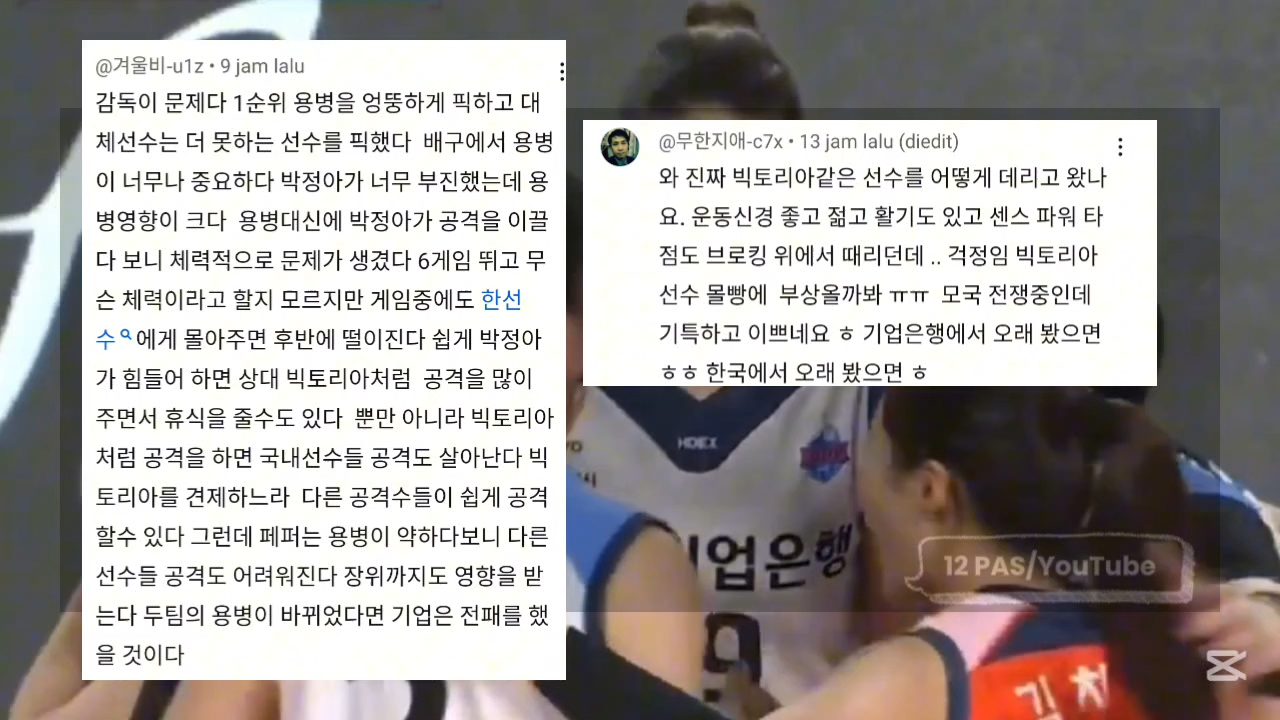 @겨울비-u1z • 9 jam lalu
감독이 문제다 1순위 용병을 엉뚱하게 픽하고 대
체선수는 더 못하는 선수를 픽했다 배구에서 용병
이 너무나 중요하다 박정아가 너무 부진했는데 용
병영향이 크다 용병대신에 박정아가 공격을 이끌
다 보니 체력적으로 문제가 생겼다 6게임 뛰고 무
슨 체력이라고 할지 모르지만 게임중에도 한선
수에게 몰아주면 후반에 떨이진다 쉽게 박정아
가 힘들어 하면 상대 빅토리아처럼 공격을 많이
주면서 휴식을 줄수도 있다 뿐만 아니라 빅토리아
처럼 공격을 하면 국내선수들 공격도 살아난다 빅
토리아를 견제하느라 다른 공격수들이 쉽게 공격
할수 있다 그런데 페퍼는 용병이 약하다보니 다른
선수들 공격도 어려워진다 장위까지도 영향을 받
는다 두팀의 용병이 바뀌었다면 기업은 전패를 했
을 것이다
@무한지애-c7x • 13 jam lalu (diedit)
와 진짜 빅토리아같은 선수를 어떻게 데리고 왔나
요. 운동신경 좋고 젊고 활기도 있고 센스 파워 타
점도 브로킹 위에서 때리던데 .. 걱정임 빅토리아
선수 몰빵에 부상올까봐 ㅠㅠ 모국 전쟁중인데
기특하고 이쁘네요 ㅎ 기업은행에서 오래 봤으면
ㅎㅎ 한국에서 오래 봤으면 ㅎ
HDEX
기업은행
9
12 PAS/YouTube
김천